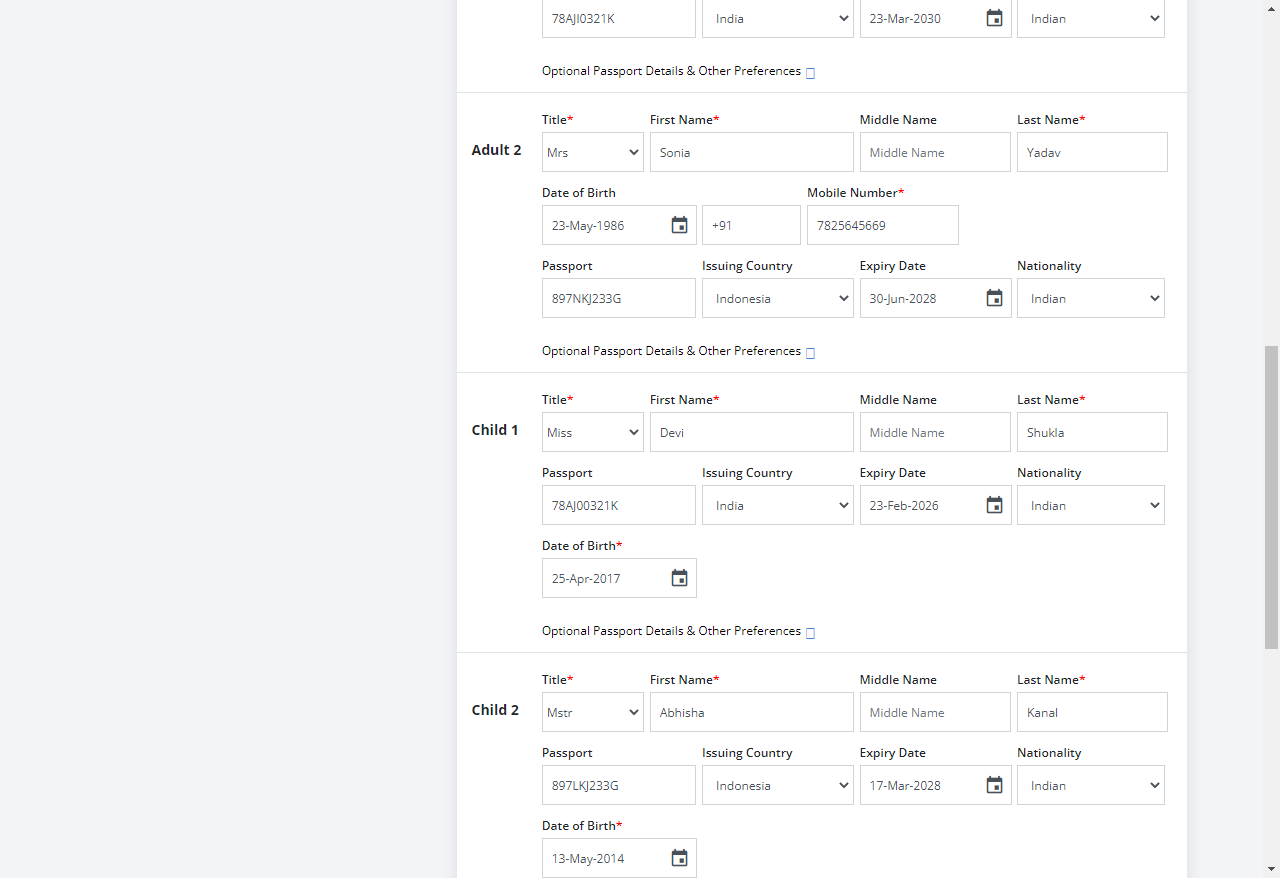 78AJI0321K India 23-Mar-2030 Indian
Optional Passport Details & Other Preferences
Title* First Name* Middle Name Last Name*
Adult 2 Mrs Sonia Middle Name Yadav
Date of Birth Mobile Number*
23-May-1986 +91 7825645669
Passport Issuing Country Expiry Date Nationality
897NKJ233G Indonesia 30-Jun-2028 Indian
Optional Passport Details & Other Preferences
Title* First Name* Middle Name Last Name*
Child 1 Miss Devi Middle Name Shukla
Passport Issuing Country Expiry Date Nationality
78AJ00321K India 23-Feb-2026 Indian
Date of Birth*
25-Apr-2017
Optional Passport Details & Other Preferences
Title* First Name* Middle Name Last Name*
Child 2 Mstr Abhisha Middle Name Kanal
Passport Issuing Country Expiry Date Nationality
897LKJ233G Indonesia 17-Mar-2028 Indian
Date of Birth*
13-May-2014